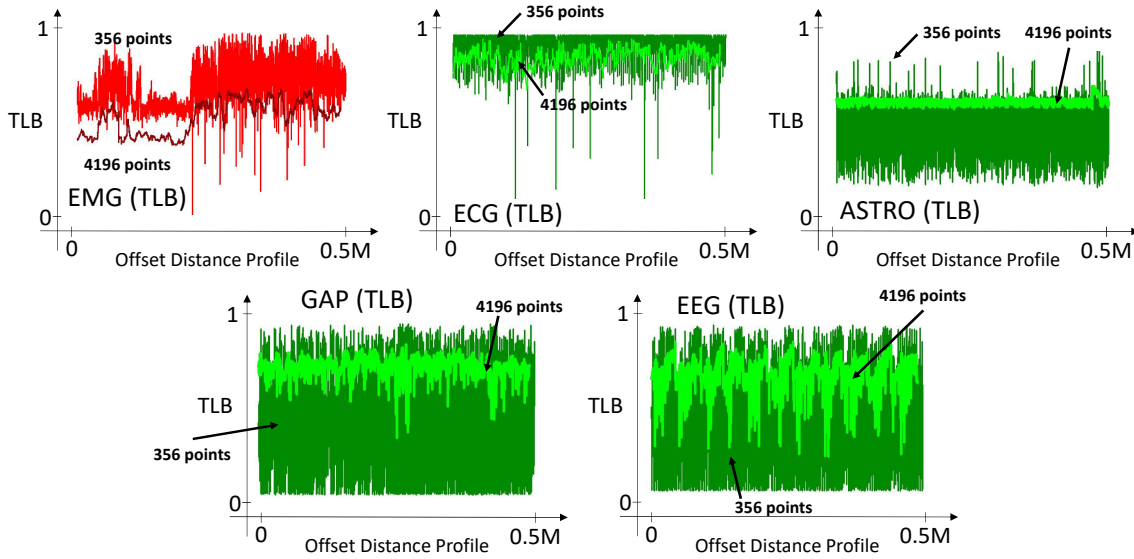 1
356 points
TLB
4196 points
EMG (TLB)
0
0
0.5M
Offset Distance Profile
1
356 points
4196 points
TLB
ECG (TLB)
0
0
0.5M
Offset Distance Profile
1
356 points
4196 points
TLB
ASTRO (TLB)
0
0
0.5M
Offset Distance Profile
GAP (TLB)
4196 points
1
TLB
356 points
0
0
0.5M
Offset Distance Profile
EEG (TLB)
4196 points
1
TLB
356 points
0
0
0.5M
Offset Distance Profile